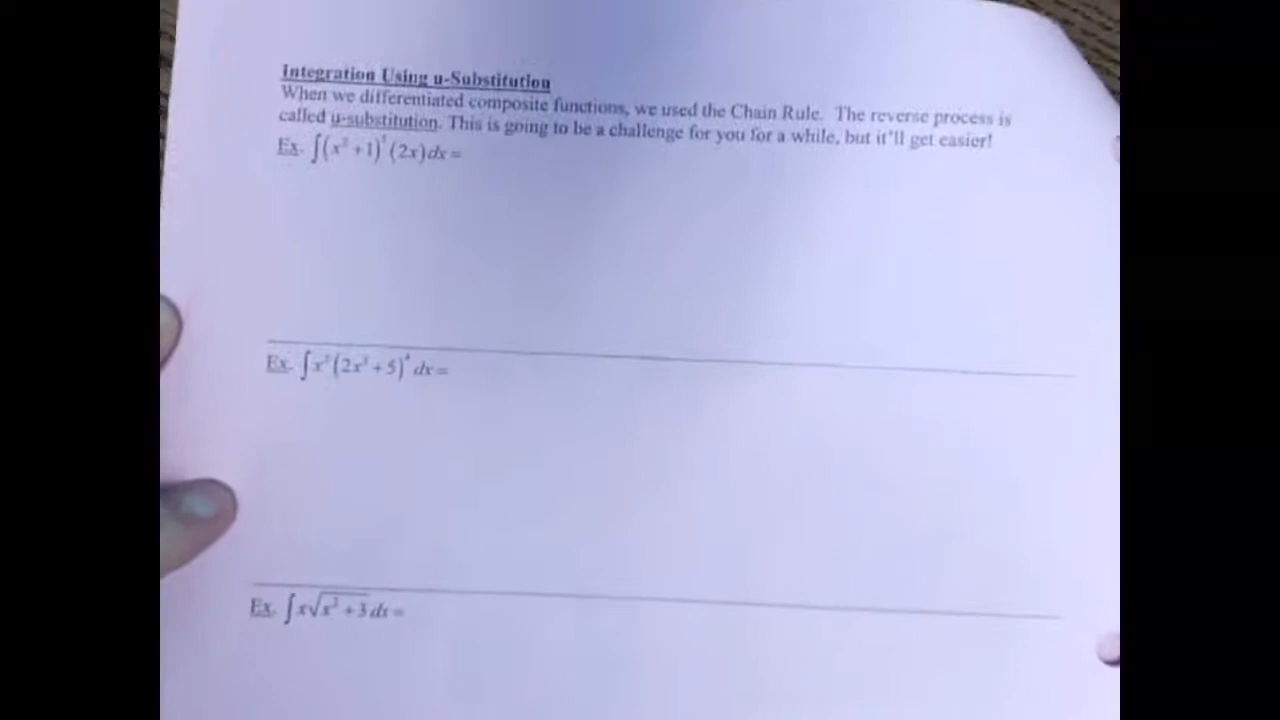 Integration Using u-Substitution
When we differentiated composite functions, we used the Chain Rule. The reverse process is
called u-substitution. This is going to be a challenge for you for a while, but it'll get easier!
Ex. ∫(x² +1) (2x)dx =
Ex. ∫x²(2x³ +5)⁴ dx =
Ex. ∫x√x² +3 dx =